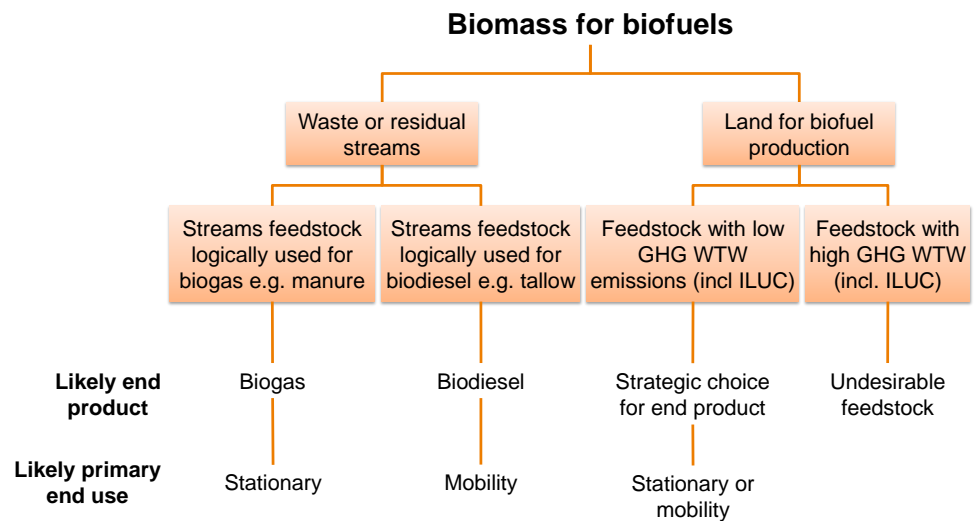 Biomass for biofuels
Waste or residual
streams
Land for biofuel
production
Streams feedstock
logically used for
biogas e.g. manure
Streams feedstock
logically used for
biodiesel e.g. tallow
Feedstock with low
GHG WTW
emissions (incl ILUC)
Feedstock with
high GHG WTW
(incl. ILUC)
Likely end
product
Biogas
Biodiesel
Strategic choice
for end product
Undesirable
feedstock
Likely primary
end use
Stationary
Mobility
Stationary or
mobility